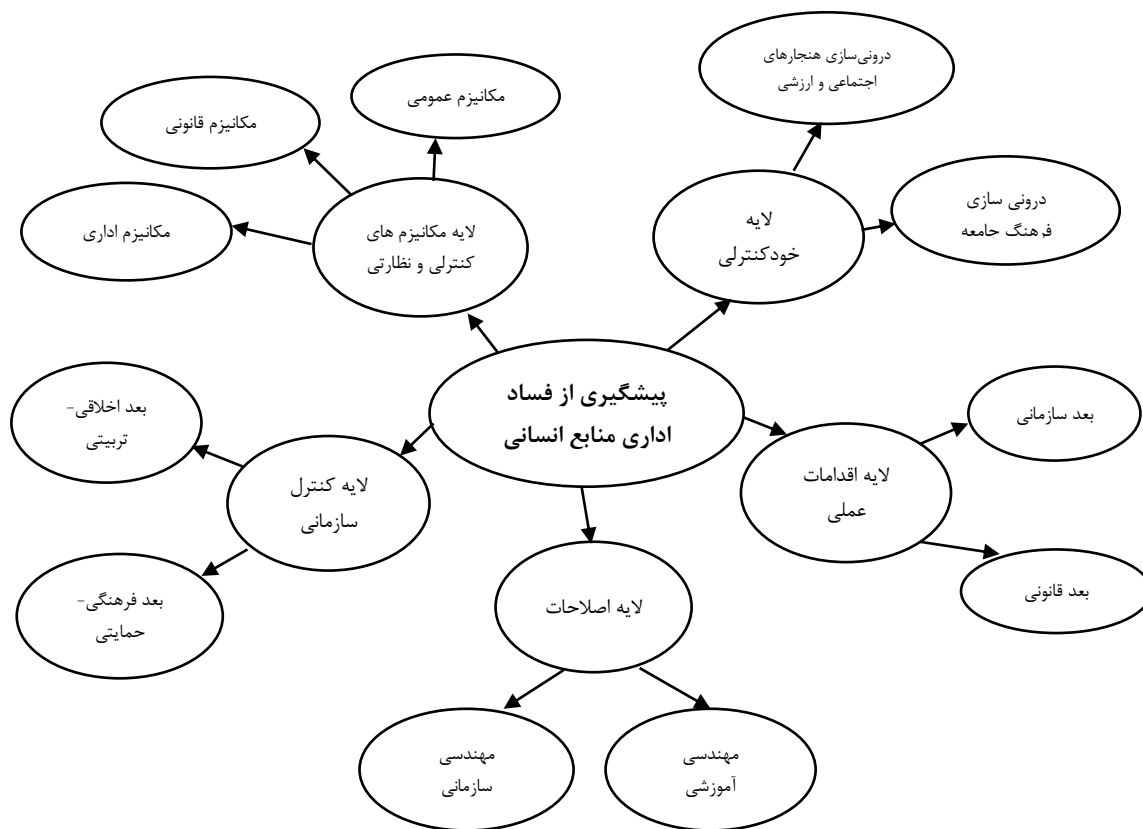 درونی‌سازی هنجارهای
اجتماعی و ارزشی
مکانیزم عمومی
مکانیزم قانونی
درونی سازی
فرهنگ جامعه
لایه
خودکنترلی
مکانیزم اداری
لایه مکانیزم های
کنترلی و نظارتی
پیشگیری از فساد
اداری منابع انسانی
بعد سازمانی
بعد اخلاقی-
تربیتی
لایه اقدامات
عملی
لایه کنترل
سازمانی
بعد قانونی
بعد فرهنگی-
حمایتی
لایه اصلاحات
مهندسی
آموزشی
مهندسی
سازمانی